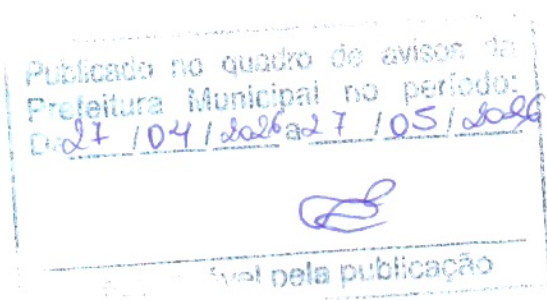 Publicado no quadro de avisos da
Prefeitura Municipal no período:
De 27 / 04 / 2026 a 27 / 05 / 2026
pela publicação